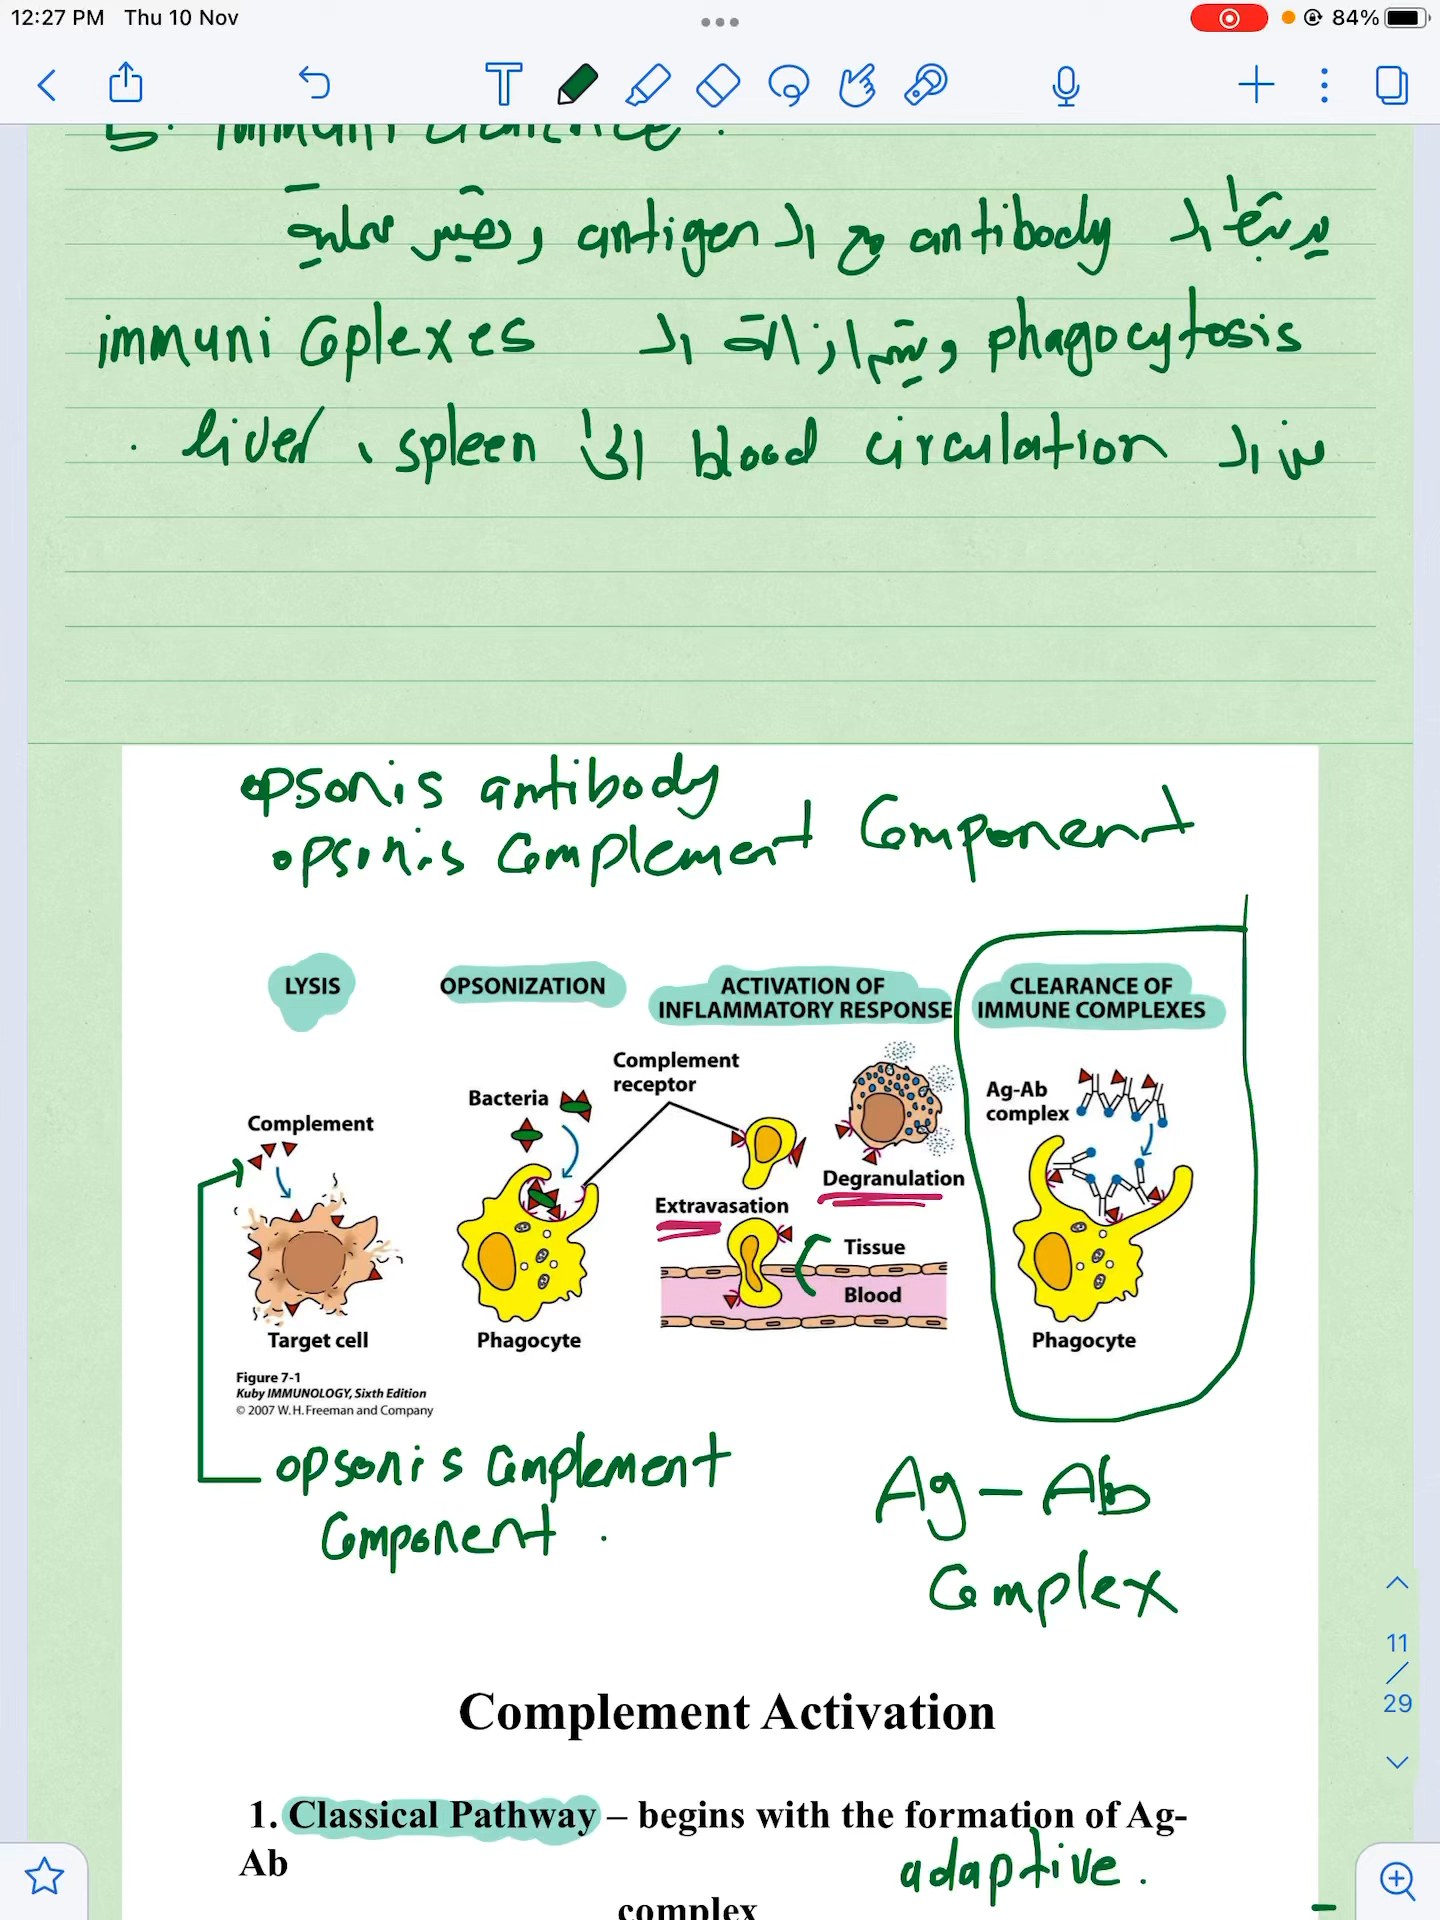 12:27 PM Thu 10 Nov
84%
يرتبط الـ antibody مع الـ antigen وتصير عملية
phagocytosis ويتم ازالة الـ immuni complexes
من الـ blood circulation الى spleen ، liver .
opsonis antibody
opsonis complement component
LYSIS
OPSONIZATION
ACTIVATION OF
INFLAMMATORY RESPONSE
CLEARANCE OF
IMMUNE COMPLEXES
Complement
Target cell
Bacteria
Phagocyte
Complement
receptor
Extravasation
Degranulation
Tissue
Blood
Ag-Ab
complex
Phagocyte
Figure 7-1
Kuby IMMUNOLOGY, Sixth Edition
© 2007 W. H. Freeman and Company
opsonis complement
component .
Ag – Ab
complex
11
/
29
Complement Activation
1. Classical Pathway – begins with the formation of Ag-
Ab
adaptive .
complex